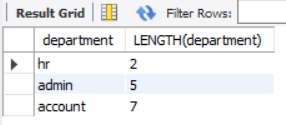 Result Grid Filter Rows:
department LENGTH(department)
hr 2
admin 5
account 7